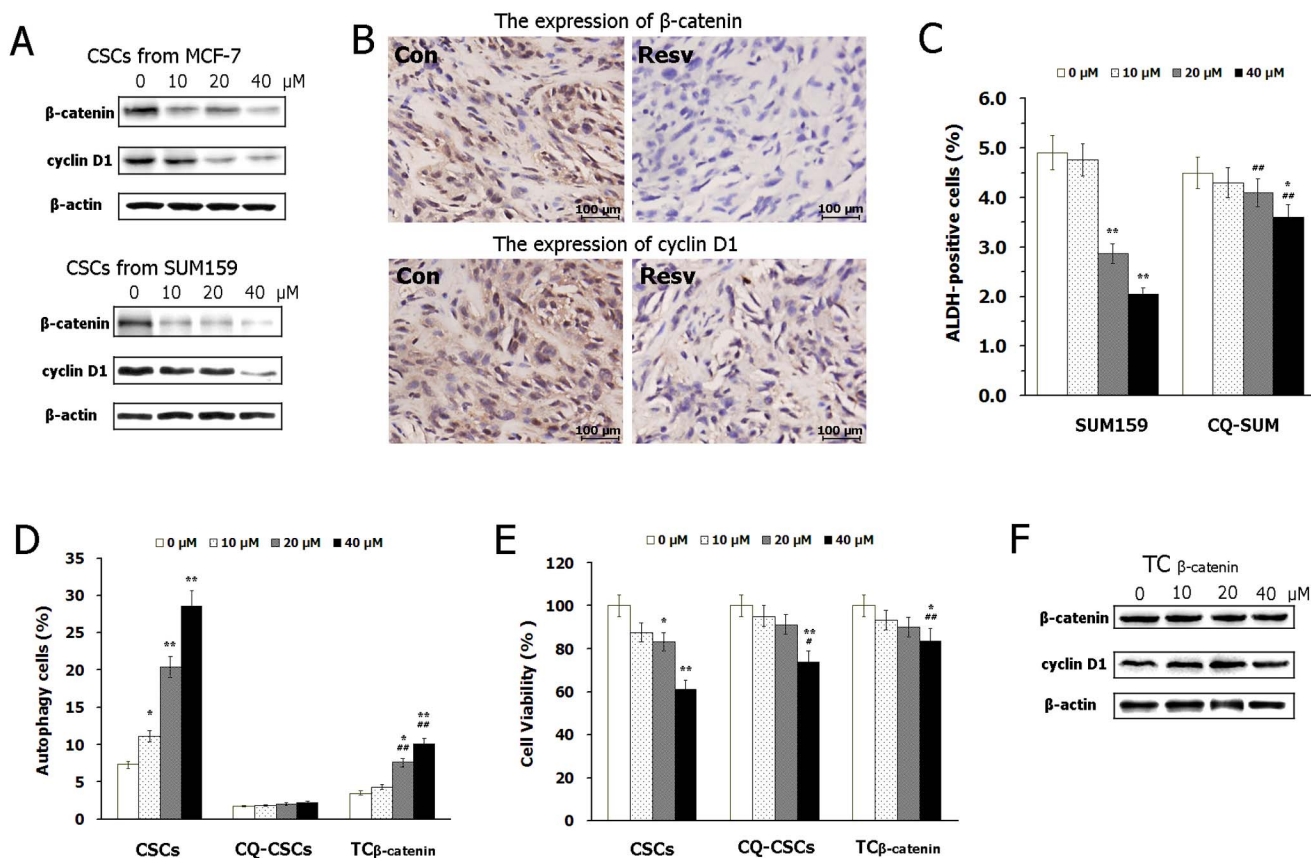 A
CSCs from MCF-7
0 10 20 40 μM
β-catenin
cyclin D1
β-actin
CSCs from SUM159
0 10 20 40 μM
β-catenin
cyclin D1
β-actin
B
The expression of β-catenin
Con Resv
100 μm 100 μm
The expression of cyclin D1
Con Resv
100 μm 100 μm
C
0 μM 10 μM 20 μM 40 μM
ALDH-positive cells (%)
6.0
5.0
4.0
3.0
2.0
1.0
0.0
** **
##
*
##
SUM159 CQ-SUM
D
0 μM 10 μM 20 μM 40 μM
Autophagy cells (%)
35
30
25
20
15
10
5
0
* ** **
*
##
**
##
CSCs CQ-CSCs TCβ-catenin
E
0 μM 10 μM 20 μM 40 μM
Cell Viability (%)
120
100
80
60
40
20
0
* **
**
#
*
##
CSCs CQ-CSCs TCβ-catenin
F
TC β-catenin
0 10 20 40 μM
β-catenin
cyclin D1
β-actin